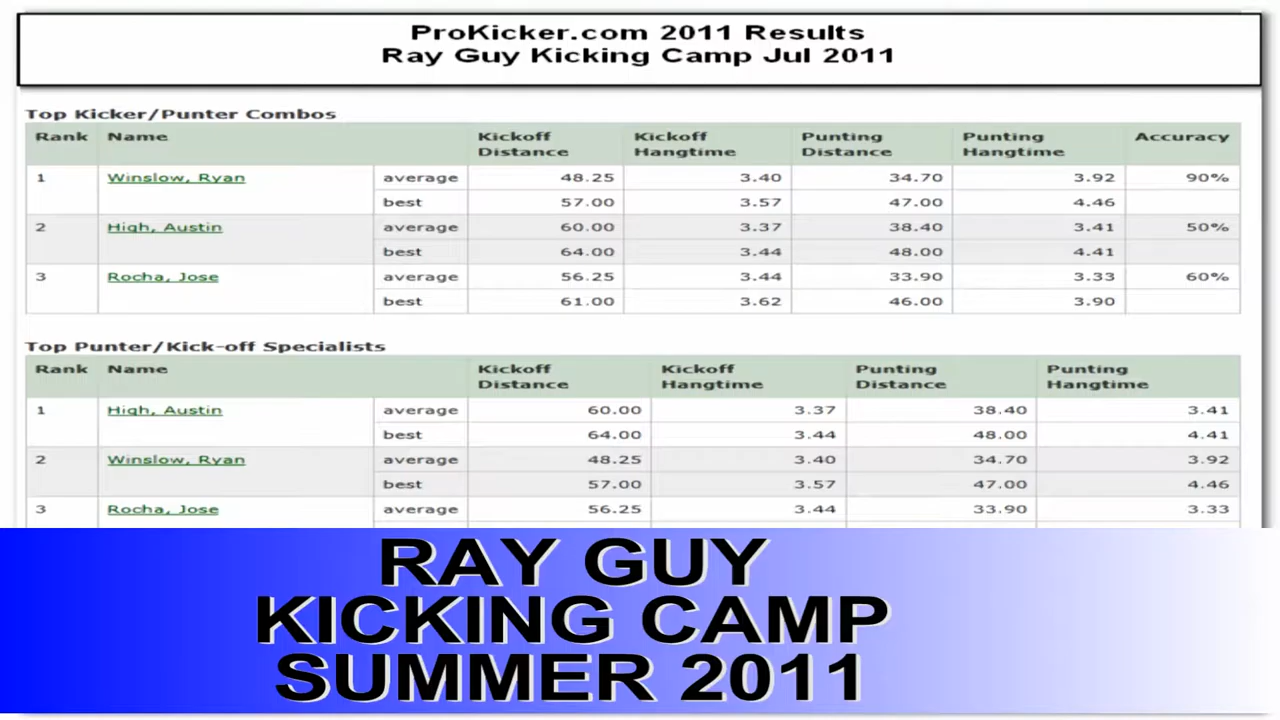 ProKicker.com 2011 Results
Ray Guy Kicking Camp Jul 2011
Top Kicker/Punter Combos
Rank Name Kickoff Distance Kickoff Hangtime Punting Distance Punting Hangtime Accuracy
1 Winslow, Ryan average 48.25 3.40 34.70 3.92 90%
best 57.00 3.57 47.00 4.46
2 High, Austin average 60.00 3.37 38.40 3.41 50%
best 64.00 3.44 48.00 4.41
3 Rocha, Jose average 56.25 3.44 33.90 3.33 60%
best 61.00 3.62 46.00 3.90
Top Punter/Kick-off Specialists
Rank Name Kickoff Distance Kickoff Hangtime Punting Distance Punting Hangtime
1 High, Austin average 60.00 3.37 38.40 3.41
best 64.00 3.44 48.00 4.41
2 Winslow, Ryan average 48.25 3.40 34.70 3.92
best 57.00 3.57 47.00 4.46
3 Rocha, Jose average 56.25 3.44 33.90 3.33
RAY GUY
KICKING CAMP
SUMMER 2011